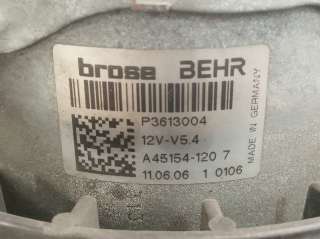 brose BEHR
P3613004
12V-V5.4
A45154-120 7
11.06.06 1 0106
MADE IN GERMANY